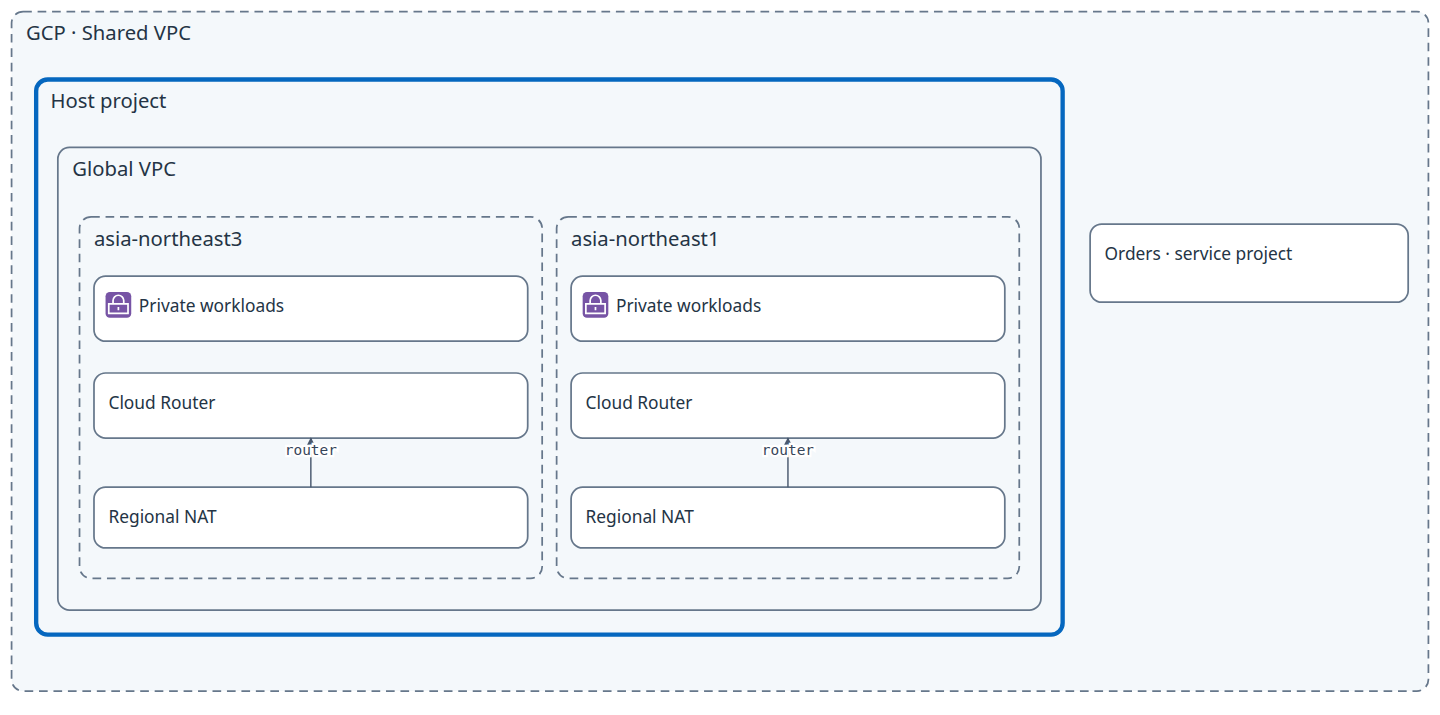 GCP · Shared VPC
Host project
Global VPC
asia-northeast3
Private workloads
Cloud Router
router
Regional NAT
asia-northeast1
Private workloads
Cloud Router
router
Regional NAT
Orders · service project